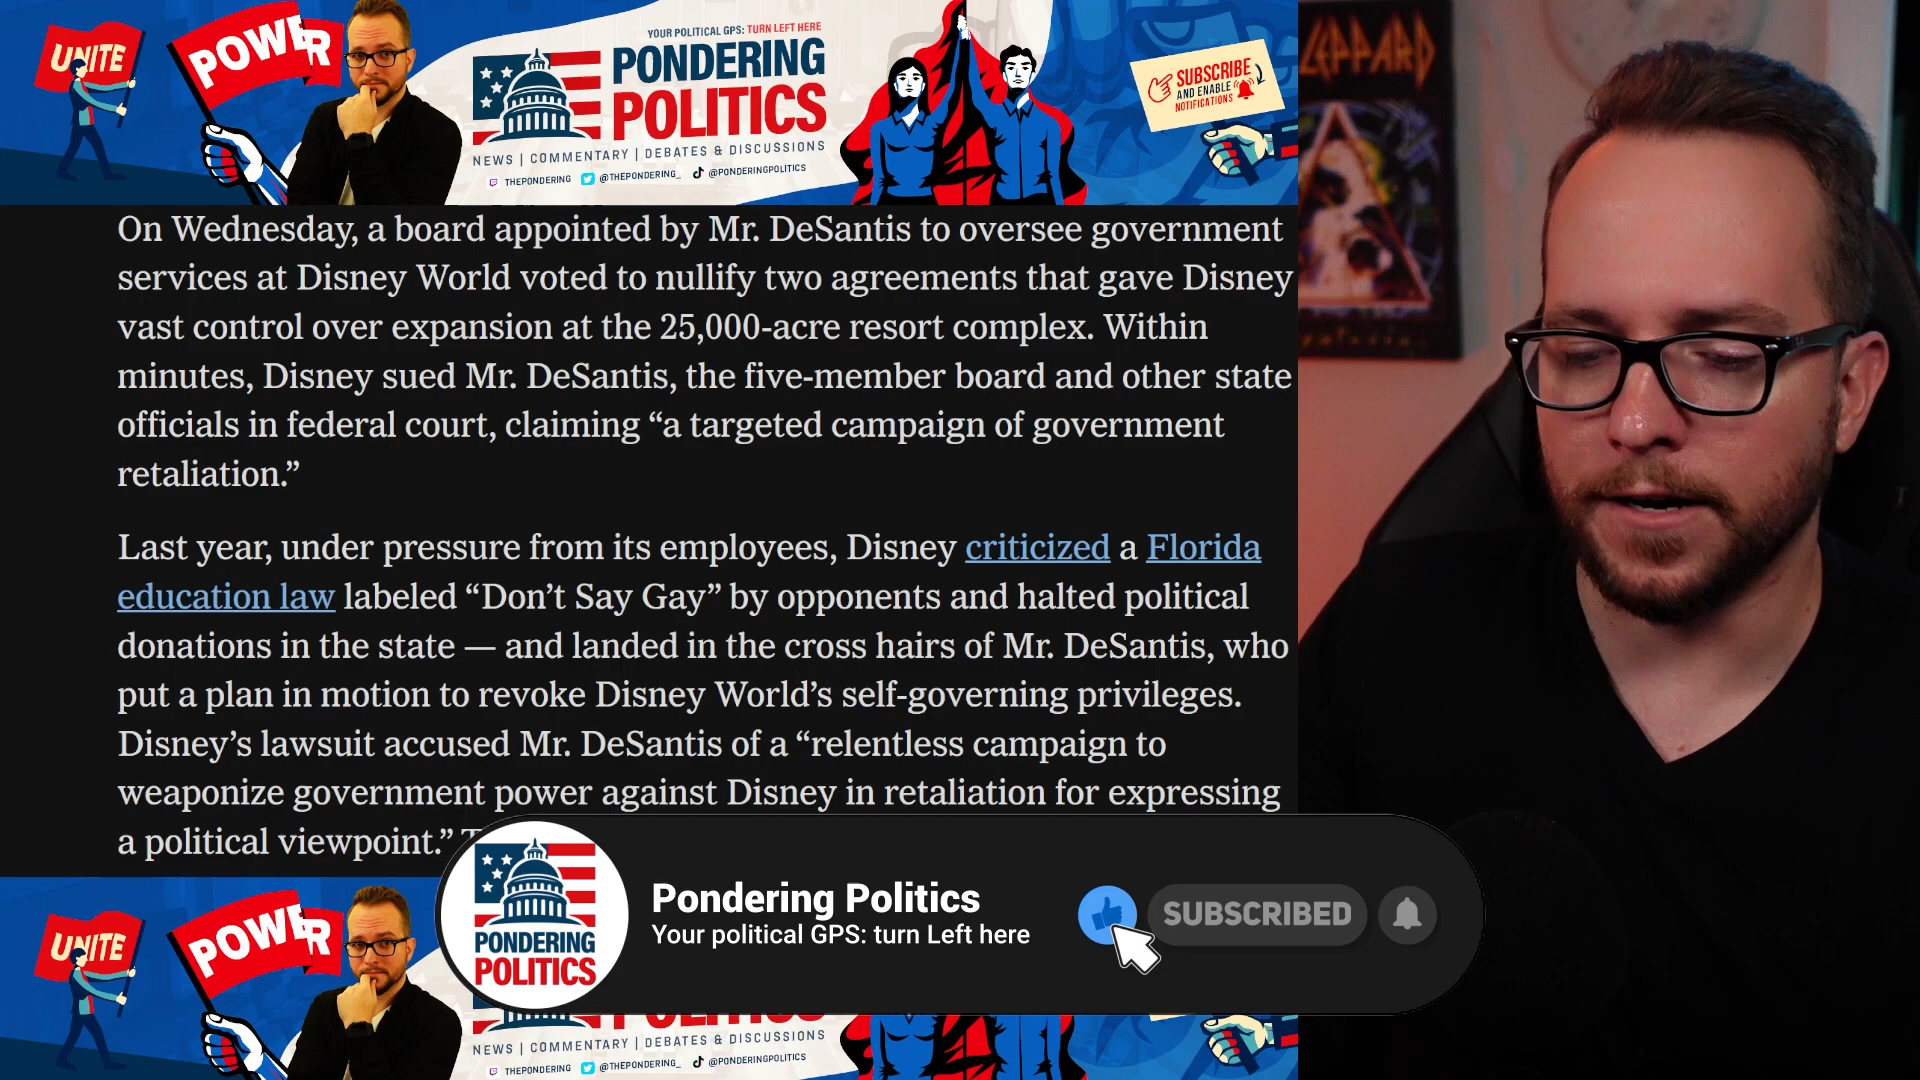 UNITE
POWER
YOUR POLITICAL GPS: TURN LEFT HERE
PONDERING
POLITICS
NEWS | COMMENTARY | DEBATES & DISCUSSIONS
THEPONDERING @THEPONDERING_ @PONDERINGPOLITICS
SUBSCRIBE
AND ENABLE
NOTIFICATIONS
LEPPARD
On Wednesday, a board appointed by Mr. DeSantis to oversee government
services at Disney World voted to nullify two agreements that gave Disney
vast control over expansion at the 25,000-acre resort complex. Within
minutes, Disney sued Mr. DeSantis, the five-member board and other state
officials in federal court, claiming “a targeted campaign of government
retaliation.”
Last year, under pressure from its employees, Disney criticized a Florida
education law labeled “Don’t Say Gay” by opponents and halted political
donations in the state — and landed in the cross hairs of Mr. DeSantis, who
put a plan in motion to revoke Disney World’s self-governing privileges.
Disney’s lawsuit accused Mr. DeSantis of a “relentless campaign to
weaponize government power against Disney in retaliation for expressing
a political viewpoint.”
PONDERING
POLITICS
Pondering Politics
Your political GPS: turn Left here
SUBSCRIBED
UNITE
POWER
POLITICS
NEWS | COMMENTARY | DEBATES & DISCUSSIONS
THEPONDERING @THEPONDERING_ @PONDERINGPOLITICS